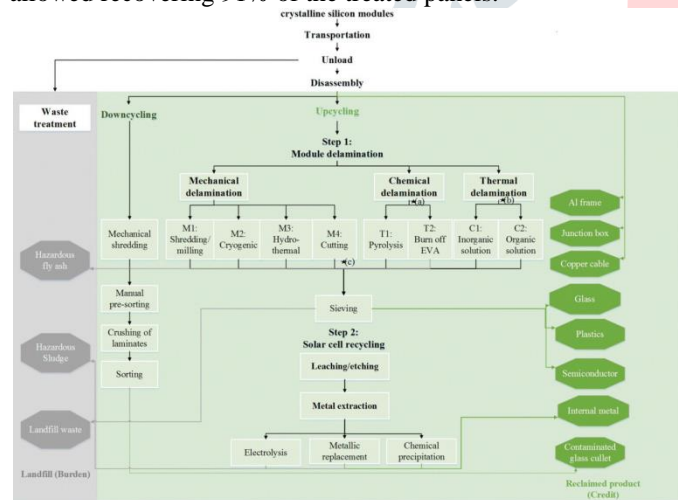 allowed recovering 91% of the treated panels.
crystalline silicon modules
Transportation
Unload
Disassembly
Waste
treatment
Downcycling
Upcycling
Step 1:
Module delamination
Mechanical
delamination
Chemical
delamination
(a)
Thermal
delamination
(b)
Al frame
Mechanical
shredding
M1:
Shredding/
milling
M2:
Cryogenic
M3:
Hydro-
thermal
M4:
Cutting
T1:
Pyrolysis
T2:
Burn off
EVA
C1:
Inorganic
solution
C2:
Organic
solution
Junction box
Copper cable
Hazardous
fly ash
(c)
Manual
pre-sorting
Sieving
Glass
Plastics
Crushing of
laminates
Step 2:
Solar cell recycling
Hazardous
Sludge
Sorting
Leaching/etching
Semiconductor
Metal extraction
Internal metal
Landfill waste
Electrolysis
Metallic
replacement
Chemical
precipitation
Contaminated
glass cullet
Landfill (Burden)
Reclaimed product
(Credit)